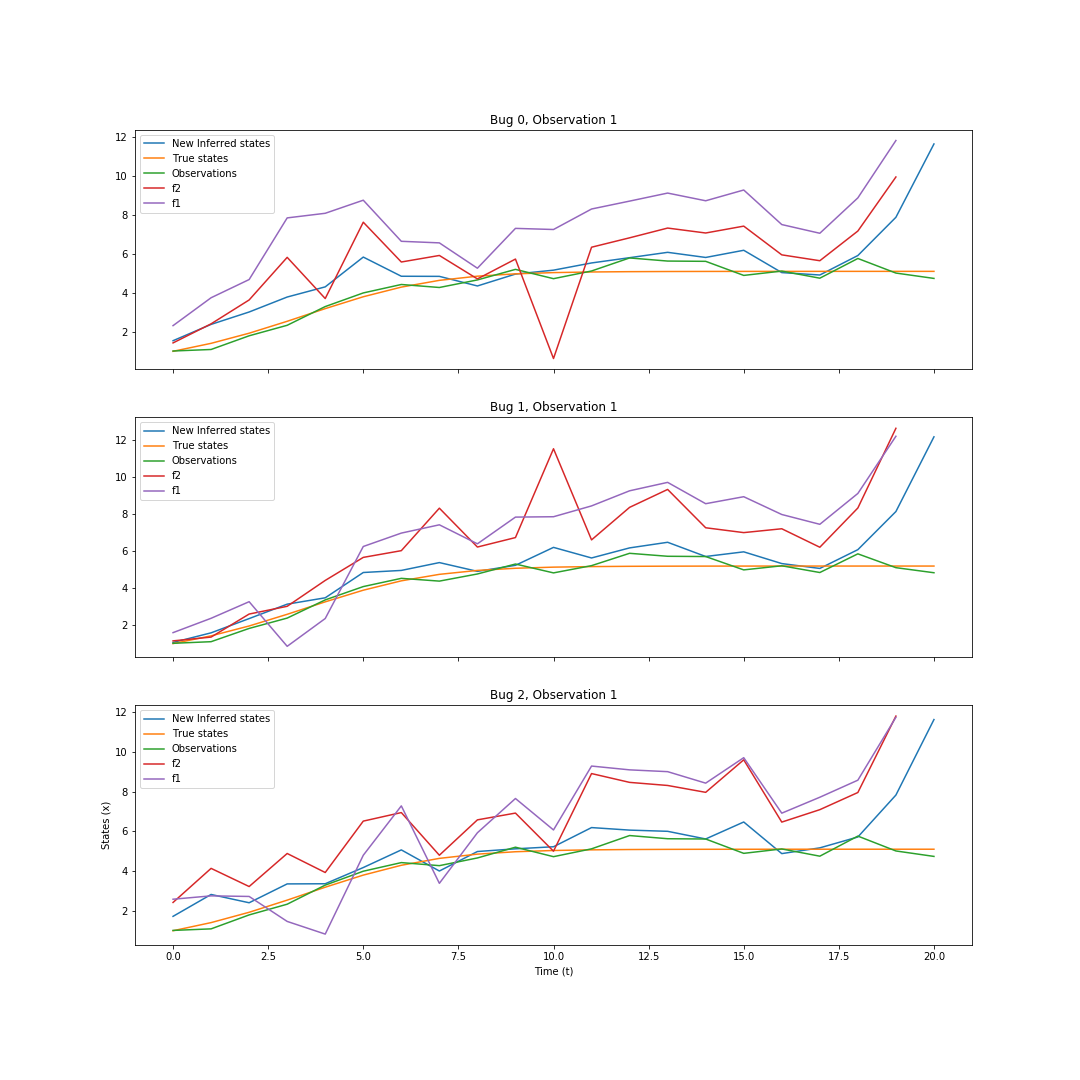 Bug 0, Observation 1
12
10
8
6
4
2
New Inferred states
True states
Observations
f2
f1
Bug 1, Observation 1
12
10
8
6
4
2
New Inferred states
True states
Observations
f2
f1
Bug 2, Observation 1
12
10
8
6
4
2
States (x)
New Inferred states
True states
Observations
f2
f1
0.0 2.5 5.0 7.5 10.0 12.5 15.0 17.5 20.0
Time (t)